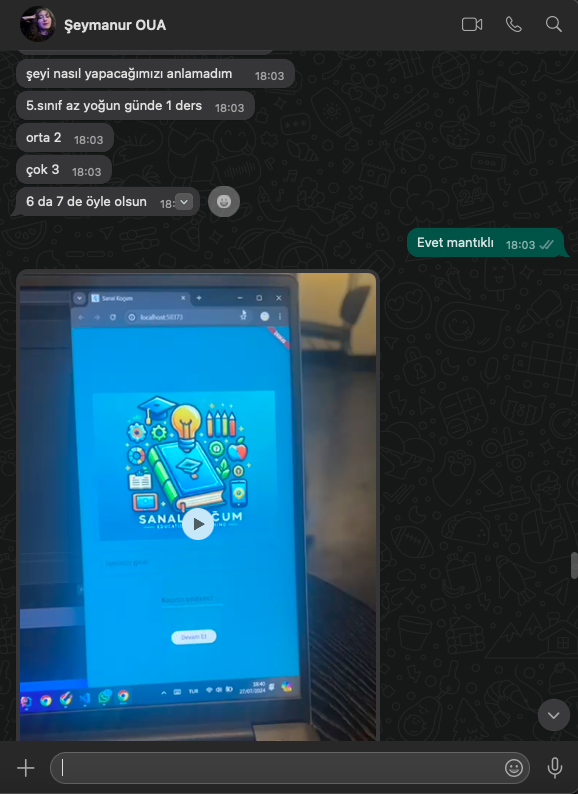 Şeymanur OUA
şeyi nasıl yapacağımızı anlamadım 18:03
5.sınıf az yoğun günde 1 ders 18:03
orta 2 18:03
çok 3 18:03
6 da 7 de öyle olsun 18:
Evet mantıklı 18:03
Sanal Koçum
localhost:59373
SANAL KOÇUM
Devam Et
TUR
18:40
27/07/2024